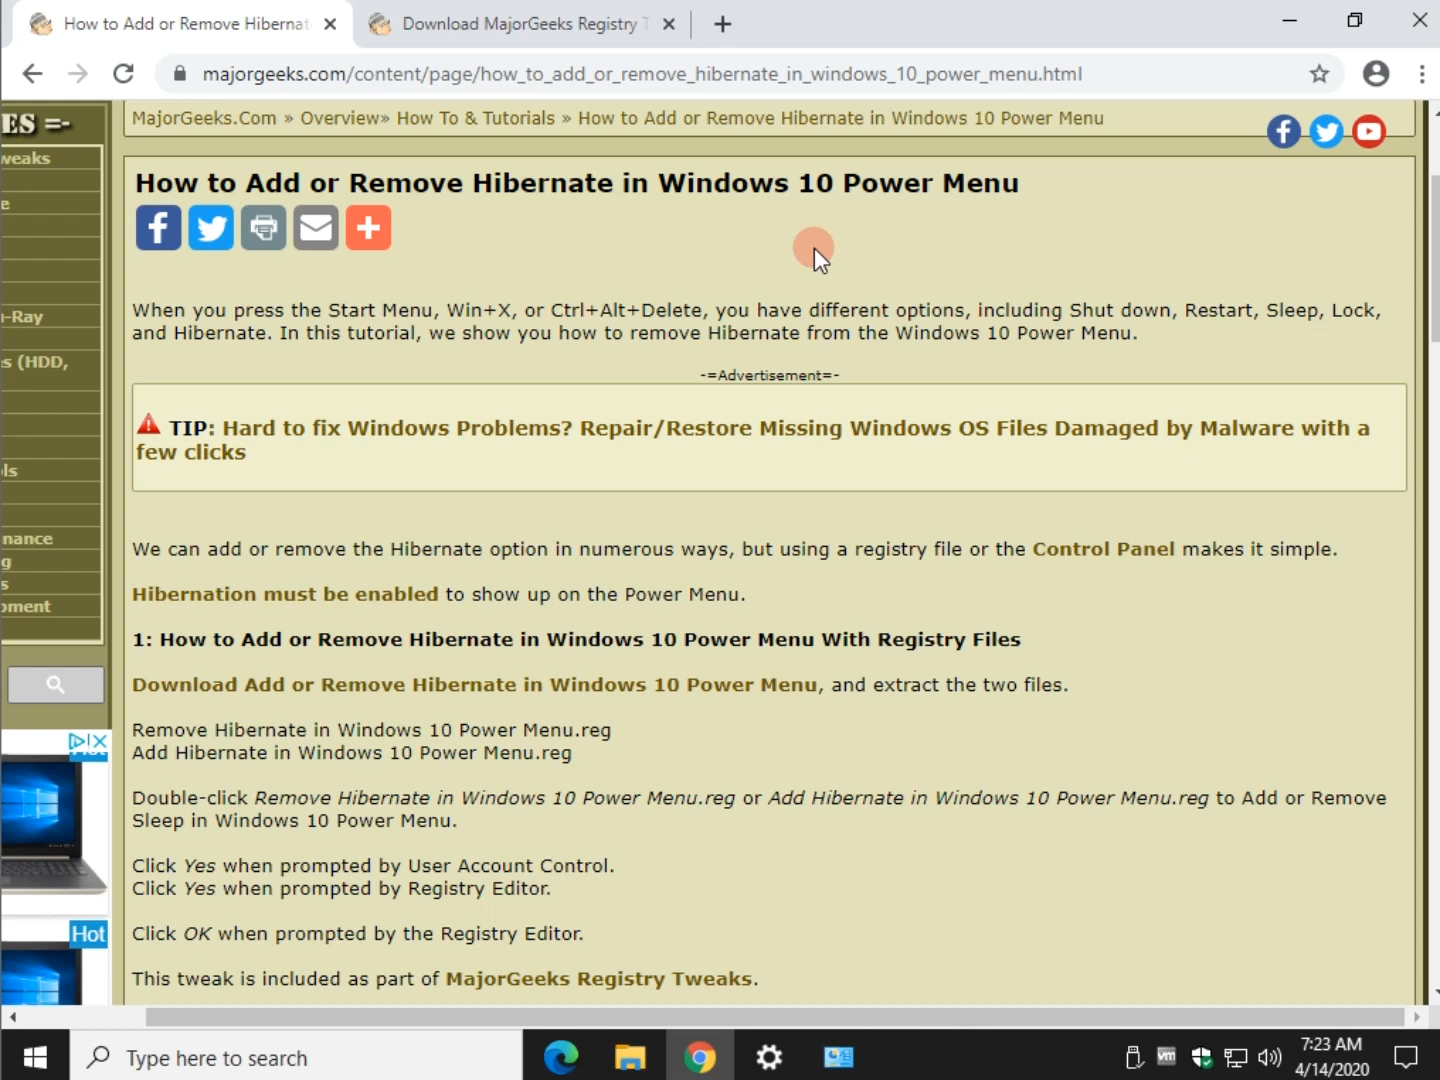 How to Add or Remove Hibernat
Download MajorGeeks Registry T
majorgeeks.com/content/page/how_to_add_or_remove_hibernate_in_windows_10_power_menu.html
ES =-
weaks
e
-Ray
s (HDD,
ls
nance
g
s
pment
MajorGeeks.Com » Overview» How To & Tutorials » How to Add or Remove Hibernate in Windows 10 Power Menu
How to Add or Remove Hibernate in Windows 10 Power Menu
When you press the Start Menu, Win+X, or Ctrl+Alt+Delete, you have different options, including Shut down, Restart, Sleep, Lock,
and Hibernate. In this tutorial, we show you how to remove Hibernate from the Windows 10 Power Menu.
-=Advertisement=-
TIP: Hard to fix Windows Problems? Repair/Restore Missing Windows OS Files Damaged by Malware with a
few clicks
We can add or remove the Hibernate option in numerous ways, but using a registry file or the Control Panel makes it simple.
Hibernation must be enabled to show up on the Power Menu.
1: How to Add or Remove Hibernate in Windows 10 Power Menu With Registry Files
Download Add or Remove Hibernate in Windows 10 Power Menu, and extract the two files.
Remove Hibernate in Windows 10 Power Menu.reg
Add Hibernate in Windows 10 Power Menu.reg
Double-click Remove Hibernate in Windows 10 Power Menu.reg or Add Hibernate in Windows 10 Power Menu.reg to Add or Remove
Sleep in Windows 10 Power Menu.
Click Yes when prompted by User Account Control.
Click Yes when prompted by Registry Editor.
Click OK when prompted by the Registry Editor.
This tweak is included as part of MajorGeeks Registry Tweaks.
Hot
Type here to search
vm
7:23 AM
4/14/2020